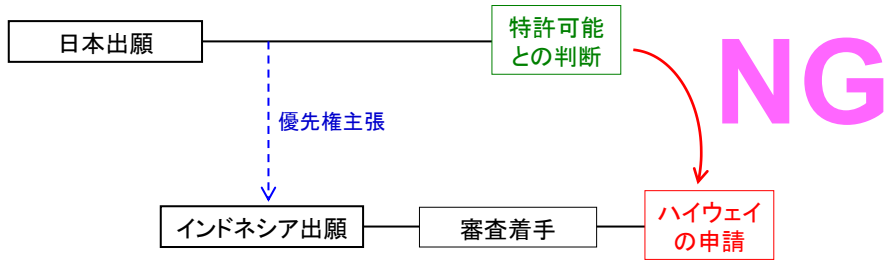 日本出願
特許可能
との判断
NG
優先権主張
インドネシア出願
審査着手
ハイウェイ
の申請